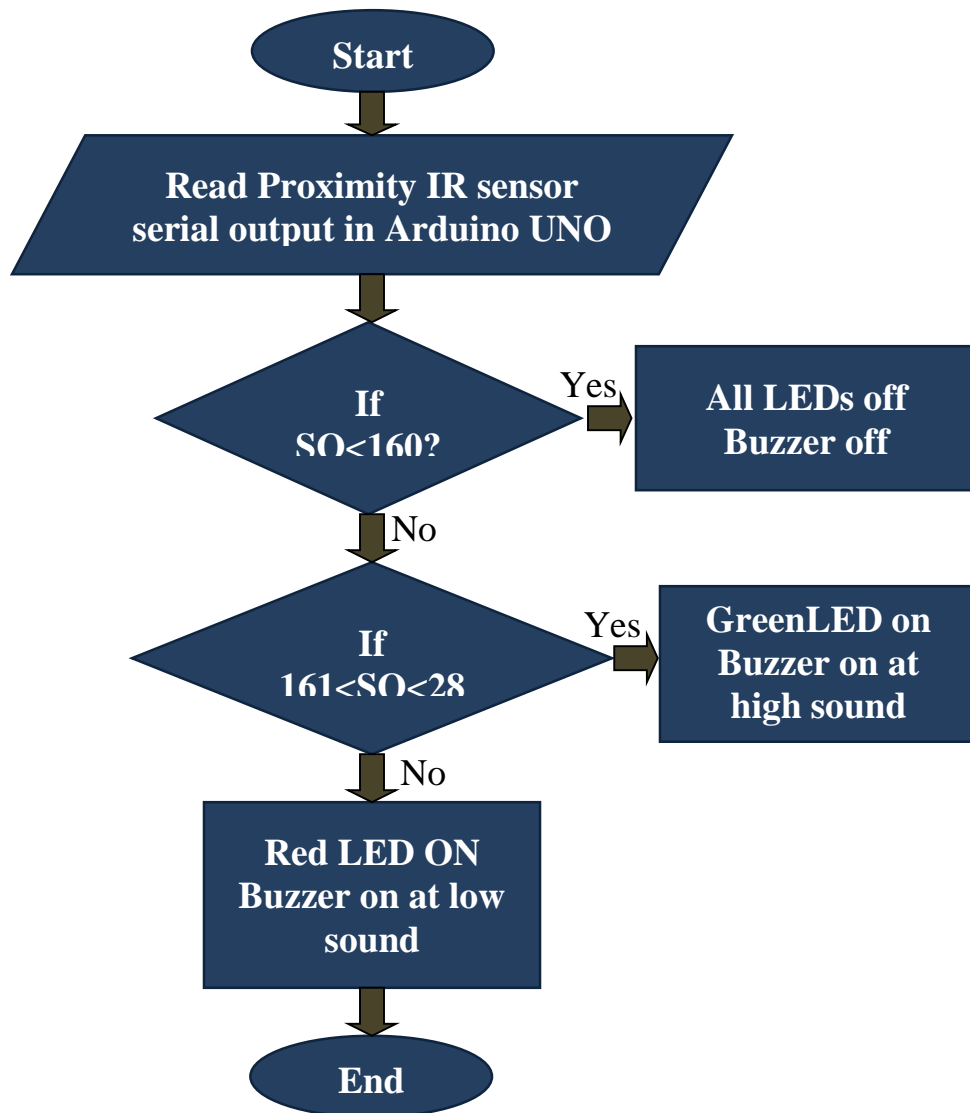 Start
Read Proximity IR sensor
serial output in Arduino UNO
If
SO<160?
Yes
All LEDs off
Buzzer off
No
If
161<SO<28
Yes
GreenLED on
Buzzer on at
high sound
No
Red LED ON
Buzzer on at low
sound
End